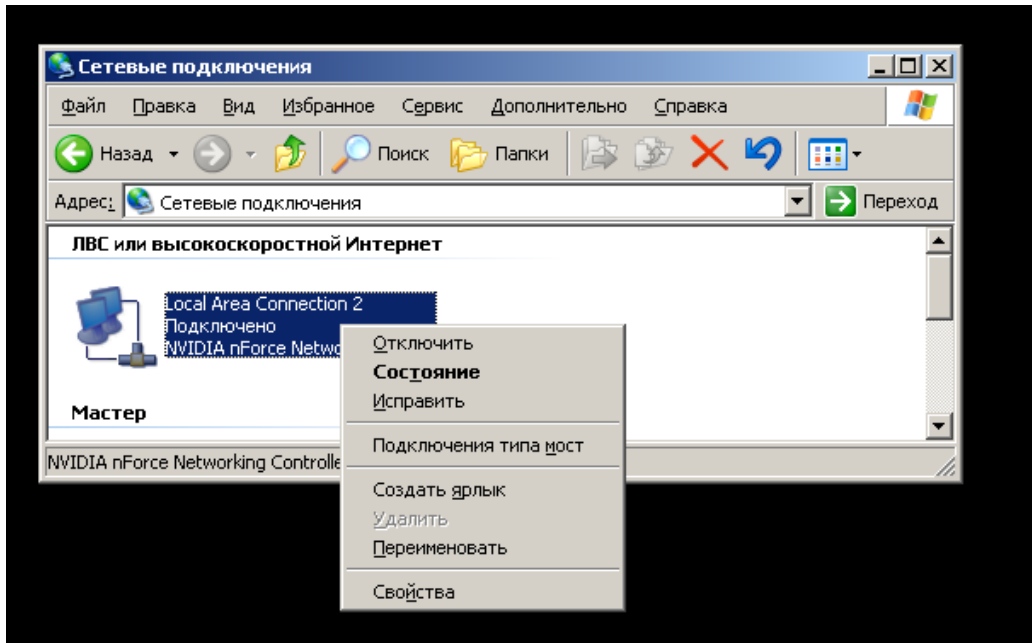 Сетевые подключения
Файл Правка Вид Избранное Сервис Дополнительно Справка
Назад Поиск Папки
Адрес: Сетевые подключения Переход
ЛВС или высокоскоростной Интернет
Local Area Connection 2
Подключено
NVIDIA nForce
Отключить
Состояние
Исправить
Подключения типа мост
Создать ярлык
Удалить
Переименовать
Свойства
Мастер
NVIDIA nForce Networking